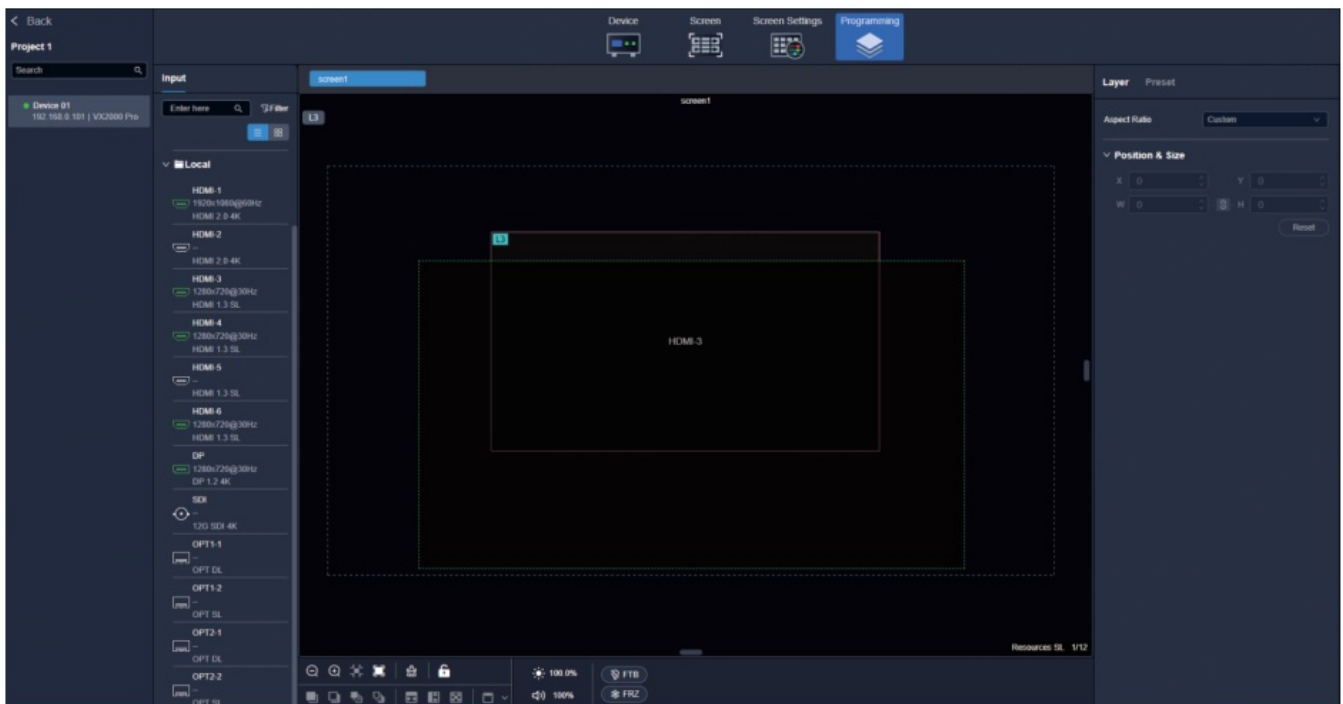 Back
Project 1
Search
Device 01
192.168.0.101 | VX2000 Pro
Device
Screen
Screen Settings
Programming
Input
Enter here
Filter
Local
HDMI-1
1920x1080@60Hz
HDMI 2.0 4K
HDMI-2
--
HDMI 2.0 4K
HDMI-3
1280x720@30Hz
HDMI 1.3 SL
HDMI-4
1280x720@30Hz
HDMI 1.3 SL
HDMI-5
--
HDMI 1.3 SL
HDMI-6
1280x720@30Hz
HDMI 1.3 SL
DP
1280x720@30Hz
DP 1.2 4K
SDI
--
12G SDI 4K
OPT1-1
--
OPT DL
OPT1-2
--
OPT SL
OPT2-1
--
OPT DL
OPT2-2
--
OPT SL
screen1
screen1
L3
L3
HDMI-3
Resources SL 1/12
100.0%
FTB
100%
FRZ
Layer
Preset
Aspect Ratio
Custom
Position & Size
X 0
Y 0
W 0
H 0
Reset